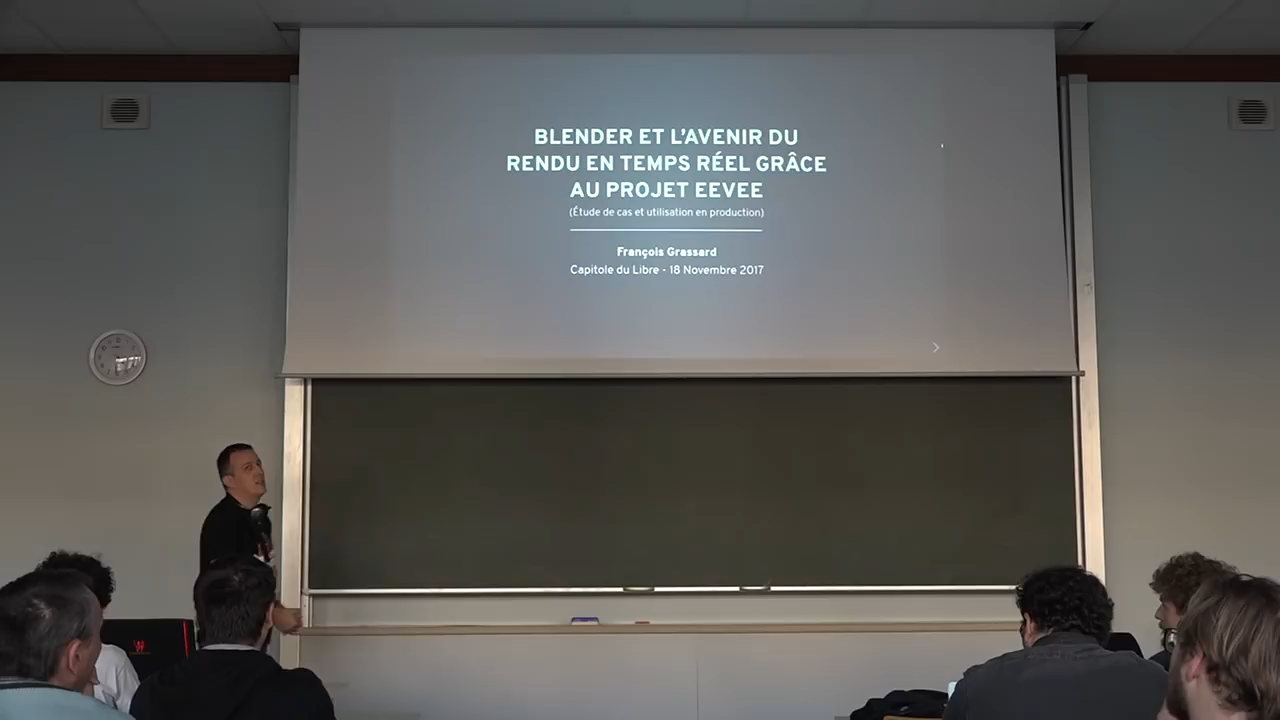 BLENDER ET L'AVENIR DU
RENDU EN TEMPS RÉEL GRÂCE
AU PROJET EEVEE
(Étude de cas et utilisation en production)
François Grassard
Capitole du Libre - 18 Novembre 2017